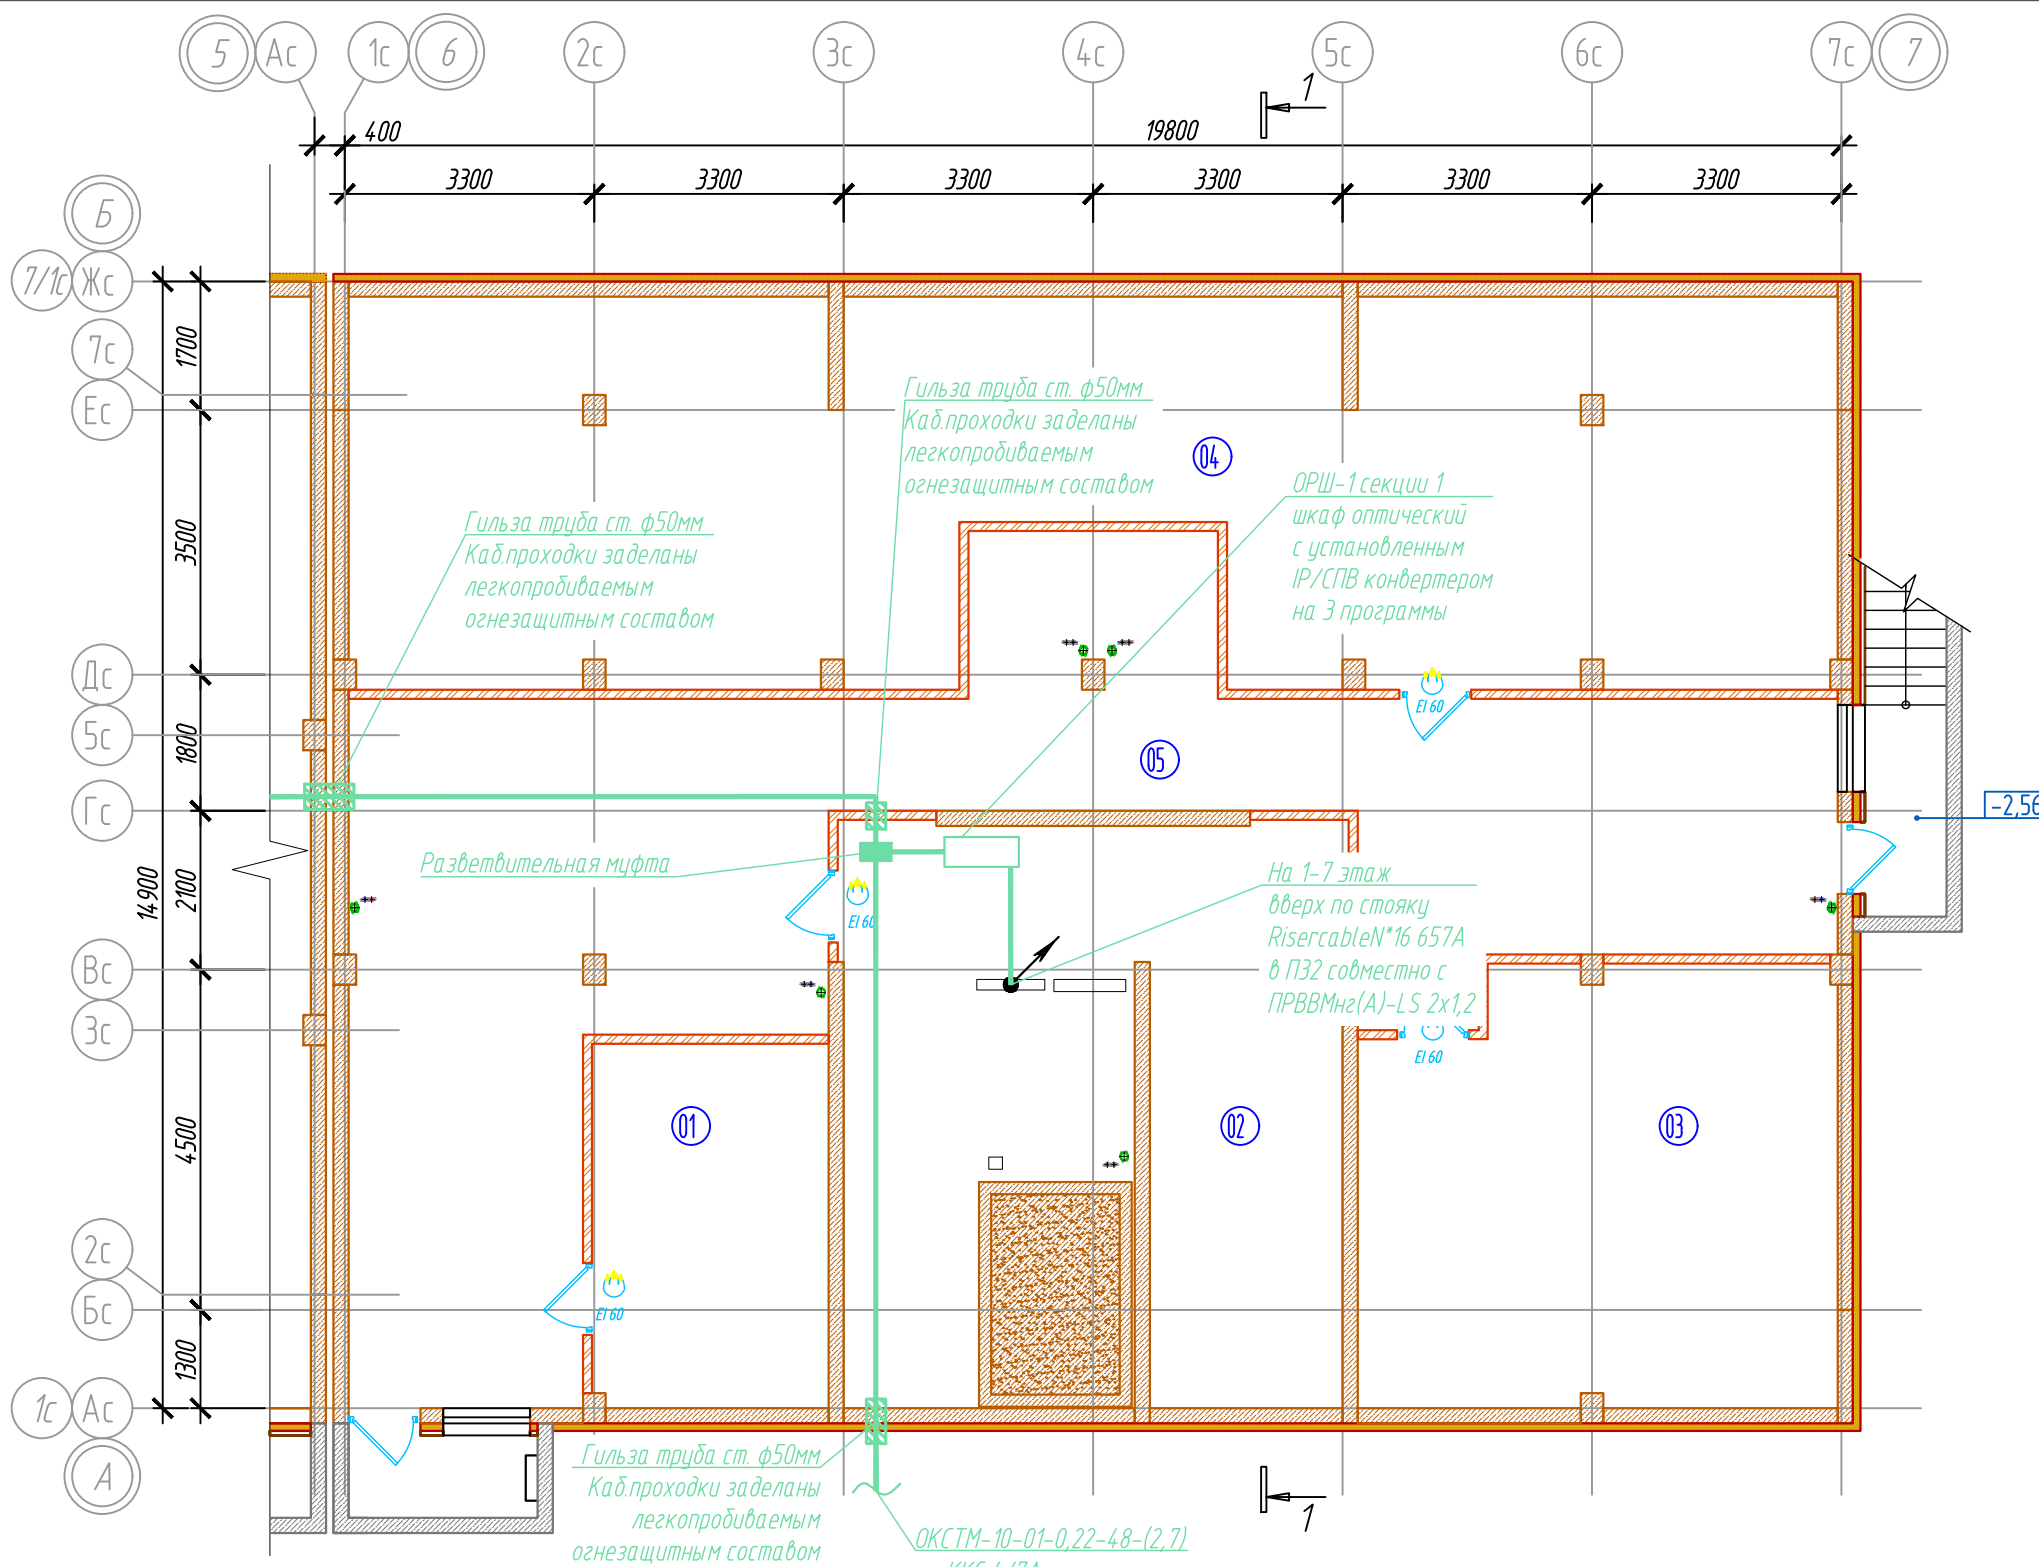 5 Ас 1с 6 2с 3с 4с 5с 6с 7с 7
1
400 19800
3300 3300 3300 3300 3300 3300
Б
7/1с Жс
1700
7с
Ес
Гильза труба ст. ф50мм
Каб.проходки заделаны
легкопробиваемым
огнезащитным составом
04
ОРШ-1 секции 1
шкаф оптический
с установленным
IP/СПВ конвертером
на 3 программы
Гильза труба ст. ф50мм
Каб.проходки заделаны
легкопробиваемым
огнезащитным составом
3500
Дс
EI 60
5с
1800
05
Гс
-2,56
Разветвительная муфта
14900
2100
EI 60
На 1-7 этаж
вверх по стояку
RisercableN*16 657A
в ПЗ2 совместно с
ПРВВМнг(А)-LS 2х1,2
Вс
3с
EI 60
4500
01
02
03
2с
Бс
EI 60
1300
1с Ас
А
Гильза труба ст. ф50мм
Каб.проходки заделаны
легкопробиваемым
огнезащитным составом
1
ОКСТМ-10-01-0,22-48-(2,7)